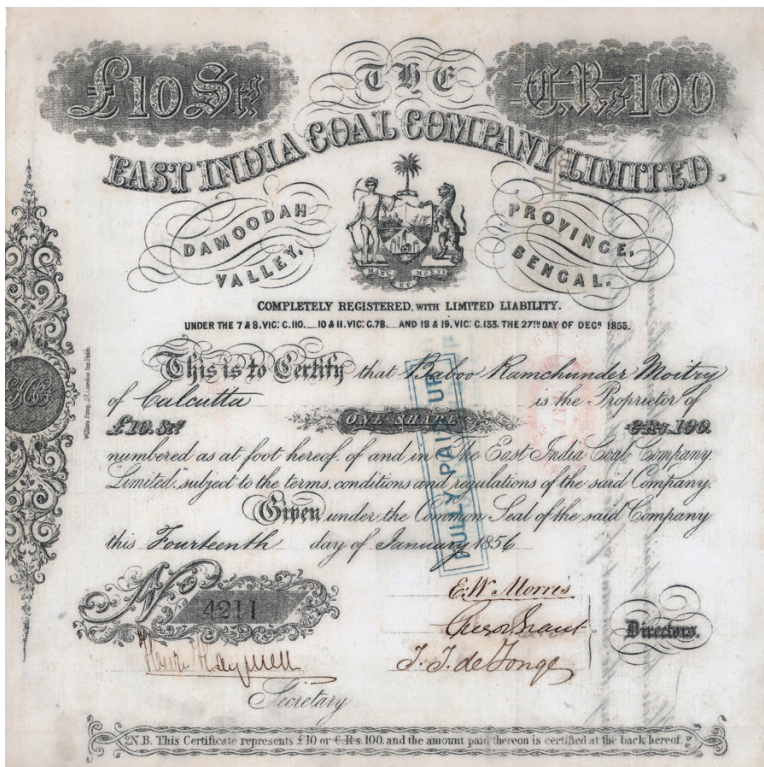 £10 Stg
THE
C.Rs 100
EAST INDIA COAL COMPANY LIMITED.
DAMOODAH
VALLEY,
PROVINCE,
BENGAL.
COMPLETELY REGISTERED, WITH LIMITED LIABILITY.
UNDER THE 7 & 8. VIC: C.110. 10 & 11. VIC: C.78. AND 18 & 19. VIC: C.133. THE 27TH DAY OF DECR 1855.
This is to Certify that Baboo Ramchunder Moitry
of Calcutta is the Proprietor of
£10. Stg ONE SHARE C.Rs. 100.
numbered as at foot hereof, of and in "The East India Coal Company
Limited," subject to the terms, conditions and regulations of the said Company.
Given under the Common Seal of the said Company
this Fourteenth day of January 1856
FULLY PAID UP
No
4211
E.W Morris
J. J. de Jonge
Directors.
Secretary
N.B. This Certificate represents £10 or C.Rs. 100. and the amount paid thereon is certified at the back hereof.